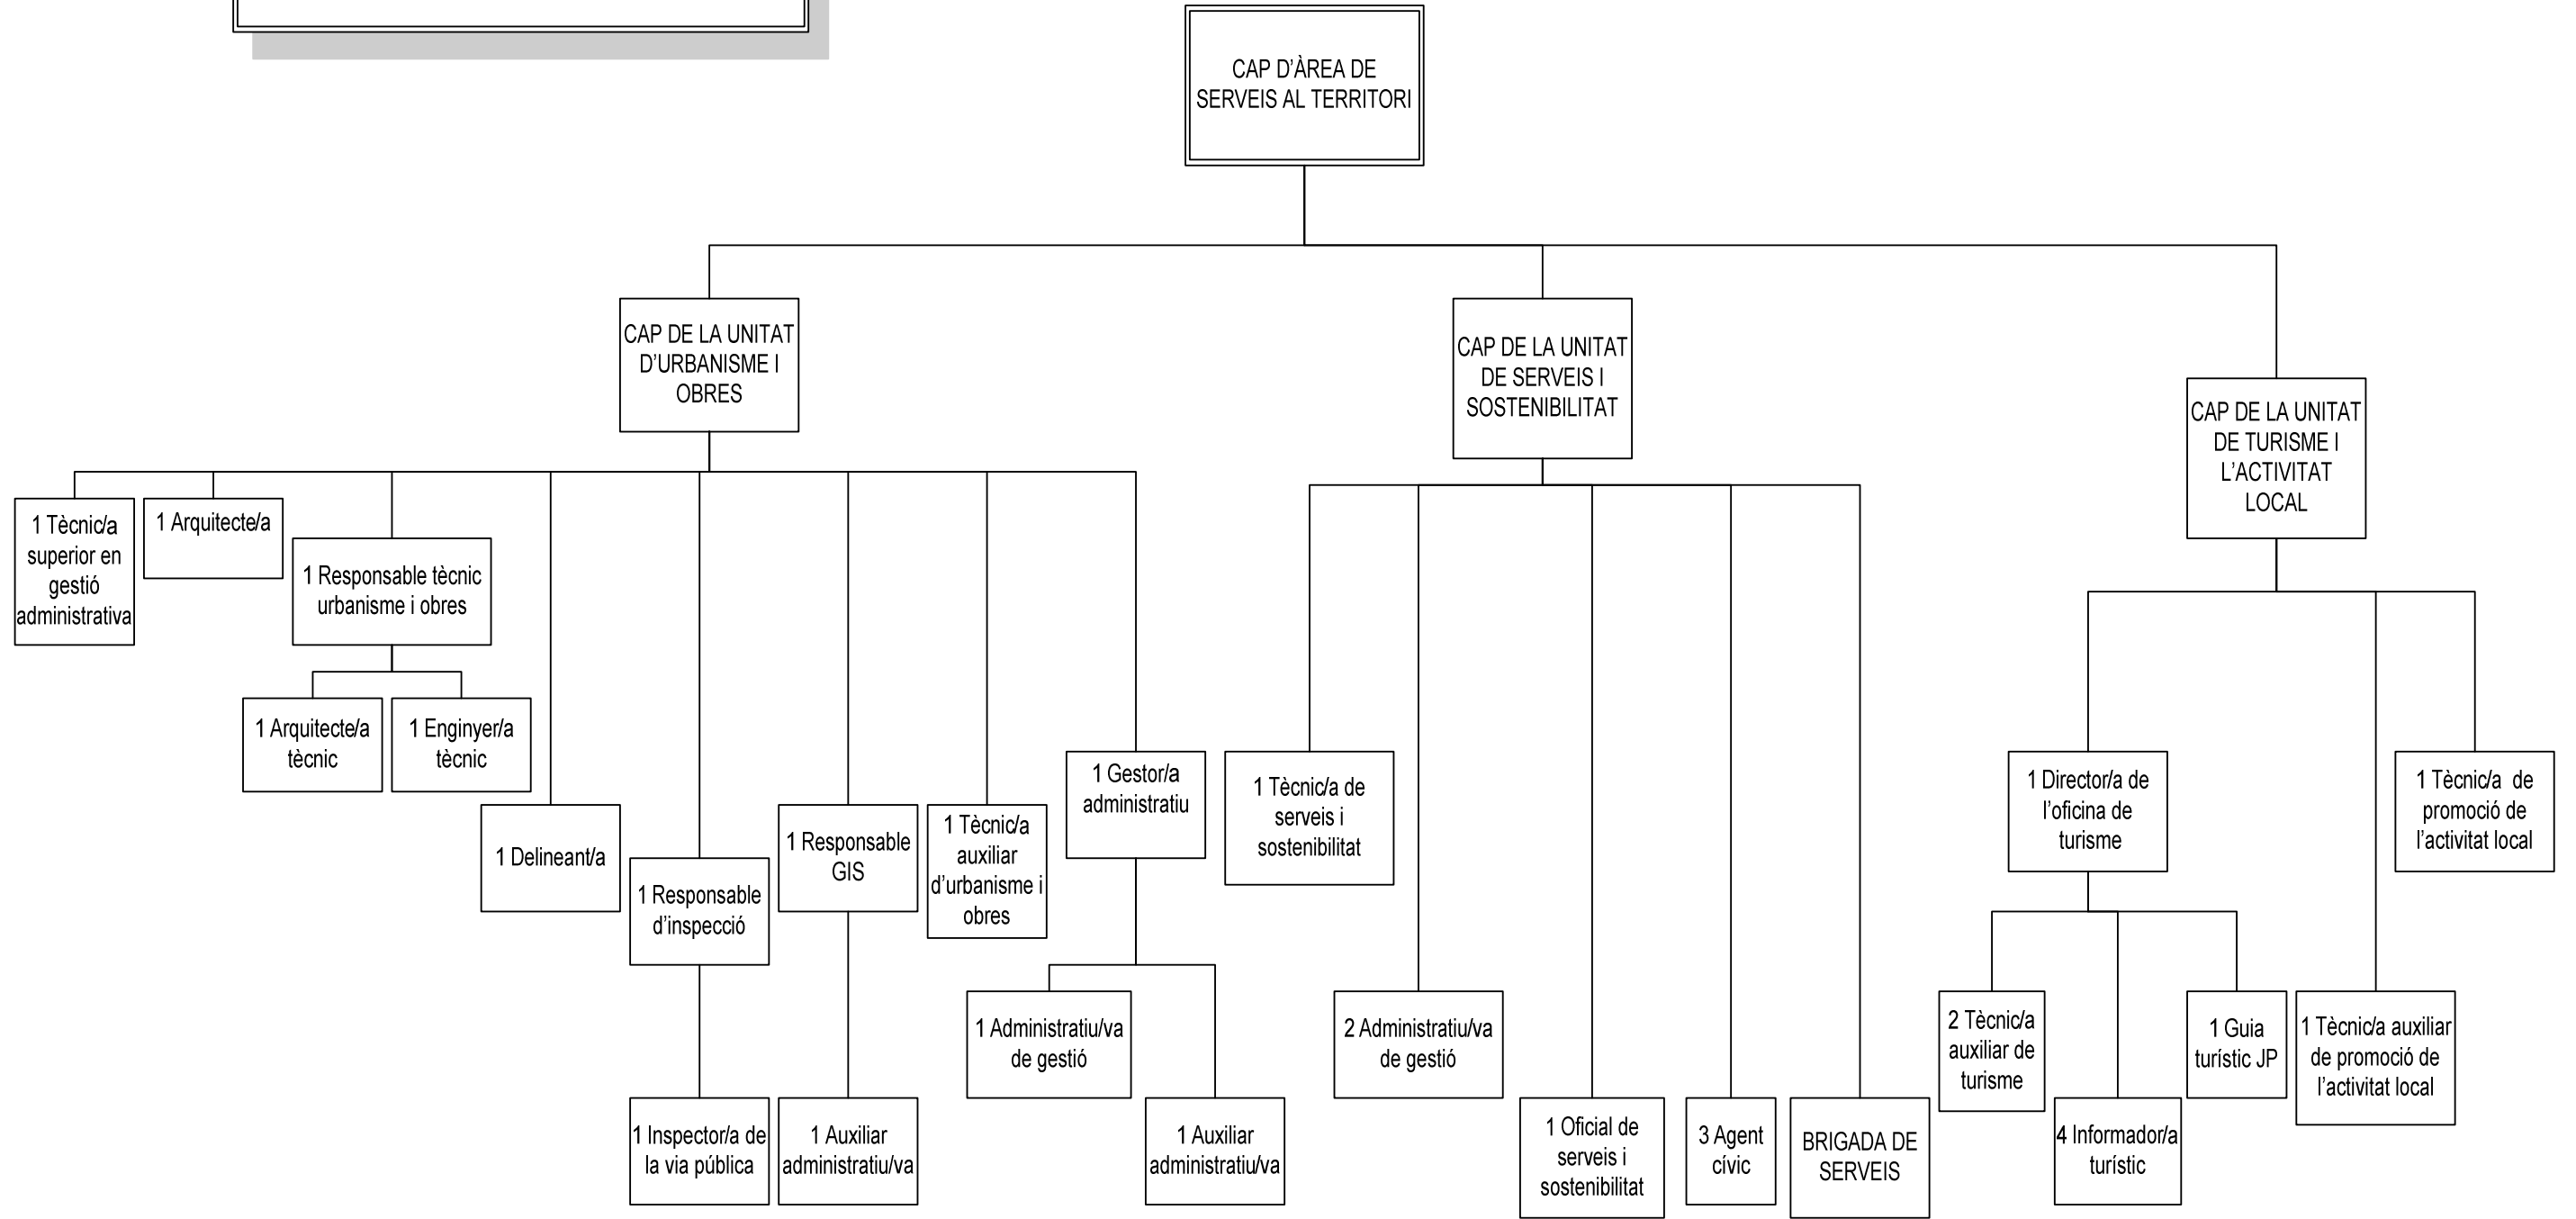 CAP D'ÀREA DE
SERVEIS AL TERRITORI
CAP DE LA UNITAT
D'URBANISME I
OBRES
CAP DE LA UNITAT
DE SERVEIS I
SOSTENIBILITAT
CAP DE LA UNITAT
DE TURISME I
L'ACTIVITAT
LOCAL
1 Tècnic/a
superior en
gestió
administrativa
1 Arquitecte/a
1 Responsable tècnic
urbanisme i obres
1 Arquitecte/a
tècnic
1 Enginyer/a
tècnic
1 Delineant/a
1 Responsable
d'inspecció
1 Inspector/a de
la via pública
1 Responsable
GIS
1 Auxiliar
administratiu/va
1 Tècnic/a
auxiliar
d'urbanisme i
obres
1 Gestor/a
administratiu
1 Administratiu/va
de gestió
1 Auxiliar
administratiu/va
1 Tècnic/a de
serveis i
sostenibilitat
2 Administratiu/va
de gestió
1 Oficial de
serveis i
sostenibilitat
3 Agent
cívic
BRIGADA DE
SERVEIS
1 Director/a de
l'oficina de
turisme
2 Tècnic/a
auxiliar de
turisme
4 Informador/a
turístic
1 Guia
turístic JP
1 Tècnic/a auxiliar
de promoció de
l'activitat local
1 Tècnic/a  de
promoció de
l'activitat local